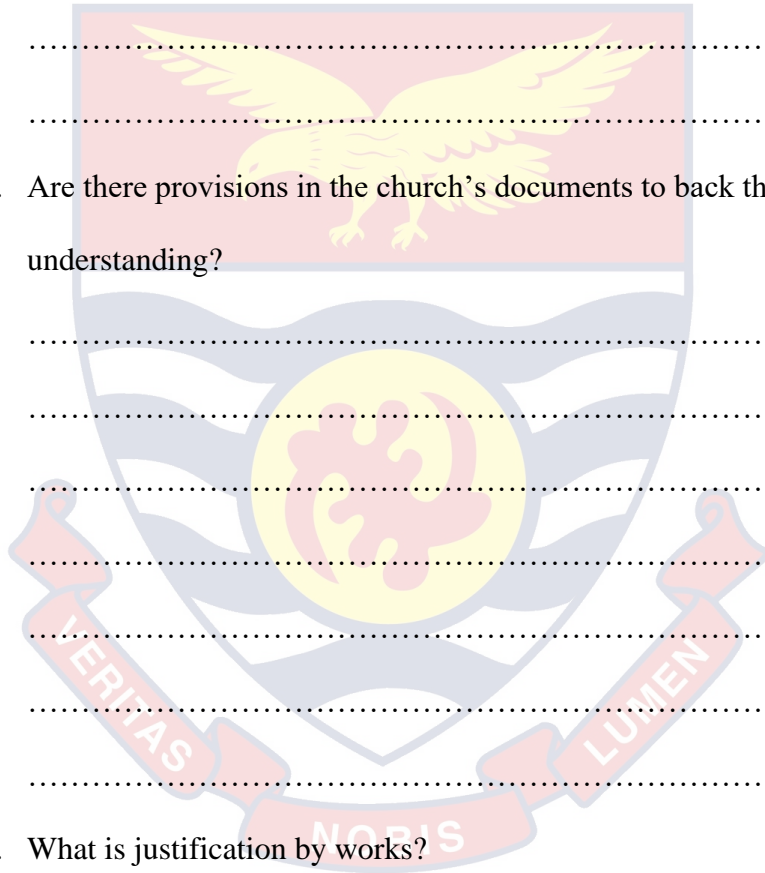 ………………………………………………………………
………………………………………………………………
. Are there provisions in the church’s documents to back th
understanding?
………………………………………………………………
………………………………………………………………
………………………………………………………………
………………………………………………………………
………………………………………………………………
………………………………………………………………
………………………………………………………………
. What is justification by works?
VERITAS
NOBIS
LUMEN